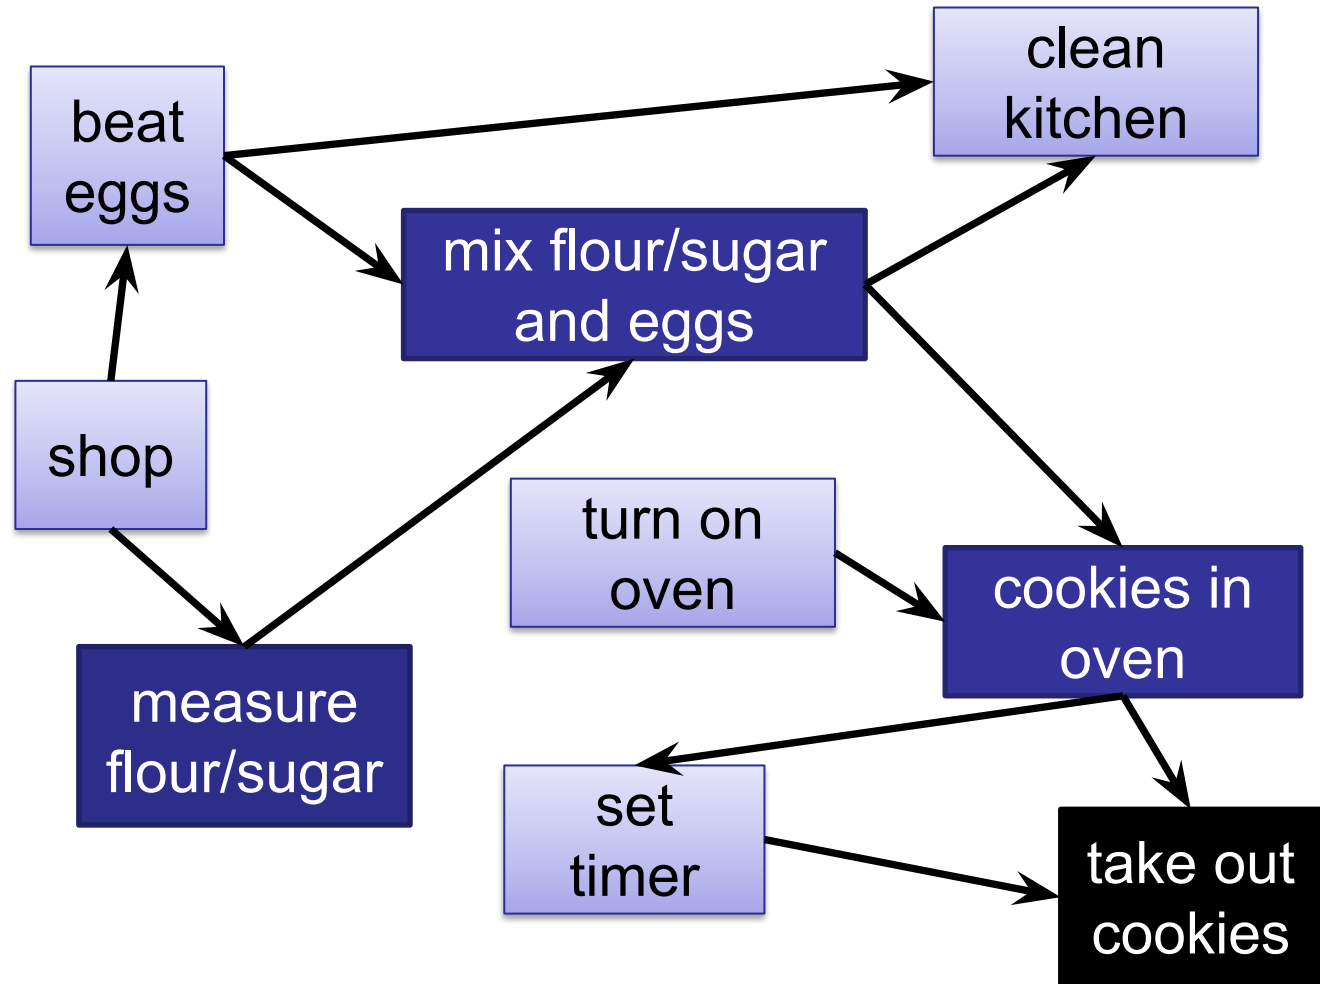 clean
kitchen
beat
eggs
mix flour/sugar
and eggs
shop
turn on
oven
cookies in
oven
measure
flour/sugar
set
timer
take out
cookies